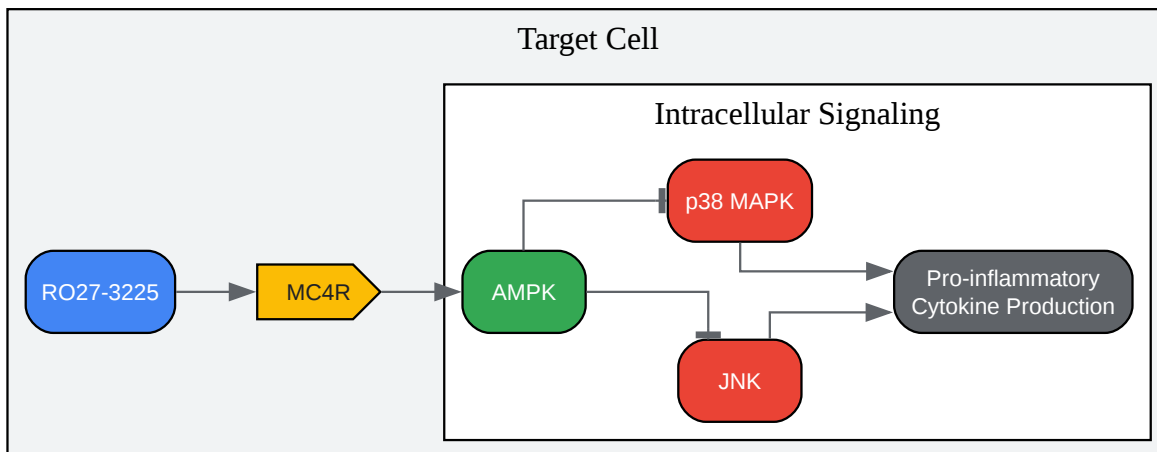 Target Cell
Intracellular Signaling
p38 MAPK
RO27-3225
MC4R
AMPK
Pro-inflammatory
Cytokine Production
JNK